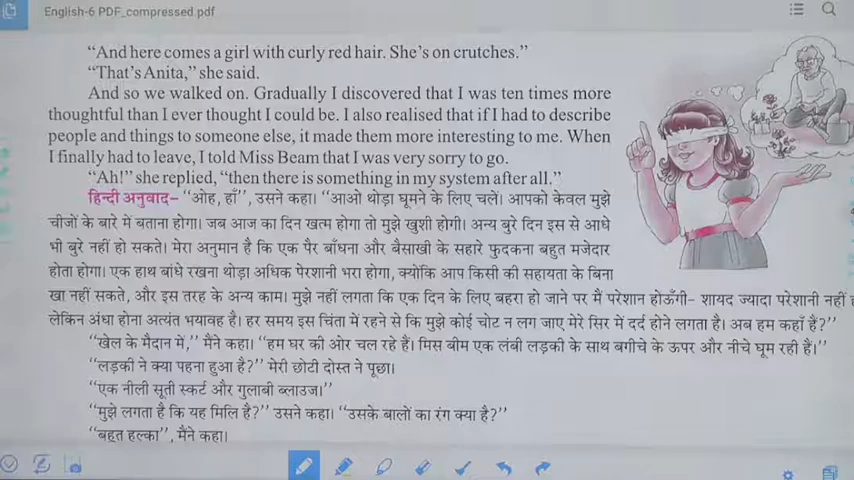 English-6 PDF_compressed.pdf
“And here comes a girl with curly red hair. She’s on crutches.”
“That’s Anita,” she said.
And so we walked on. Gradually I discovered that I was ten times more
thoughtful than I ever thought I could be. I also realised that if I had to describe
people and things to someone else, it made them more interesting to me. When
I finally had to leave, I told Miss Beam that I was very sorry to go.
“Ah!” she replied, “then there is something in my system after all.”
हिन्दी अनुवाद– “ओह, हाँ”, उसने कहा। “आओ थोड़ा घूमने के लिए चलें। आपको केवल मुझे
चीजों के बारे में बताना होगा। जब आज का दिन खत्म होगा तो मुझे खुशी होगी। अन्य बुरे दिन इस से आधे
भी बुरे नहीं हो सकते। मेरा अनुमान है कि एक पैर बाँधना और बैसाखी के सहारे फुदकना बहुत मजेदार
होता होगा। एक हाथ बांधे रखना थोड़ा अधिक पेरशानी भरा होगा, क्योकि आप किसी की सहायता के बिना
खा नहीं सकते, और इस तरह के अन्य काम। मुझे नहीं लगता कि एक दिन के लिए बहरा हो जाने पर मैं परेशान होऊँगी– शायद ज्यादा परेशानी नहीं
लेकिन अंधा होना अत्यंत भयावह है। हर समय इस चिंता में रहने से कि मुझे कोई चोट न लग जाए मेरे सिर में दर्द होने लगता है। अब हम कहाँ हैं?”
“खेल के मैदान में,” मैंने कहा। “हम घर की ओर चल रहे हैं। मिस बीम एक लंबी लड़की के साथ बगीचे के ऊपर और नीचे घूम रही हैं।”
“लड़की ने क्या पहना हुआ है?” मेरी छोटी दोस्त ने पूछा।
“एक नीली सूती स्कर्ट और गुलाबी ब्लाउज।”
“मुझे लगता है कि यह मिलि है?” उसने कहा। “उसके बालों का रंग क्या है?”
“बहुत हल्का”, मैंने कहा।